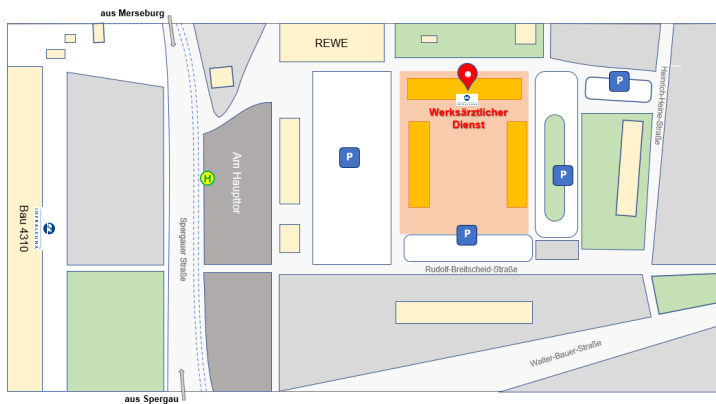 aus Merseburg
REWE
P
Heinrich-Heine-Straße
Werksärztlicher
Dienst
P
Am Haupttor
H
P
Bau 4310
INFRALEUNA
Spergauer Straße
P
Rudolf-Breitscheid-Straße
Walter-Bauer-Straße
aus Spergau